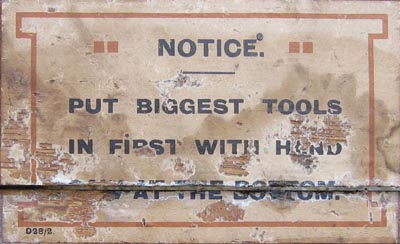 NOTICE.
PUT BIGGEST TOOLS
IN FIRST WITH HAND
AT THE BOTTOM.
D28/2.